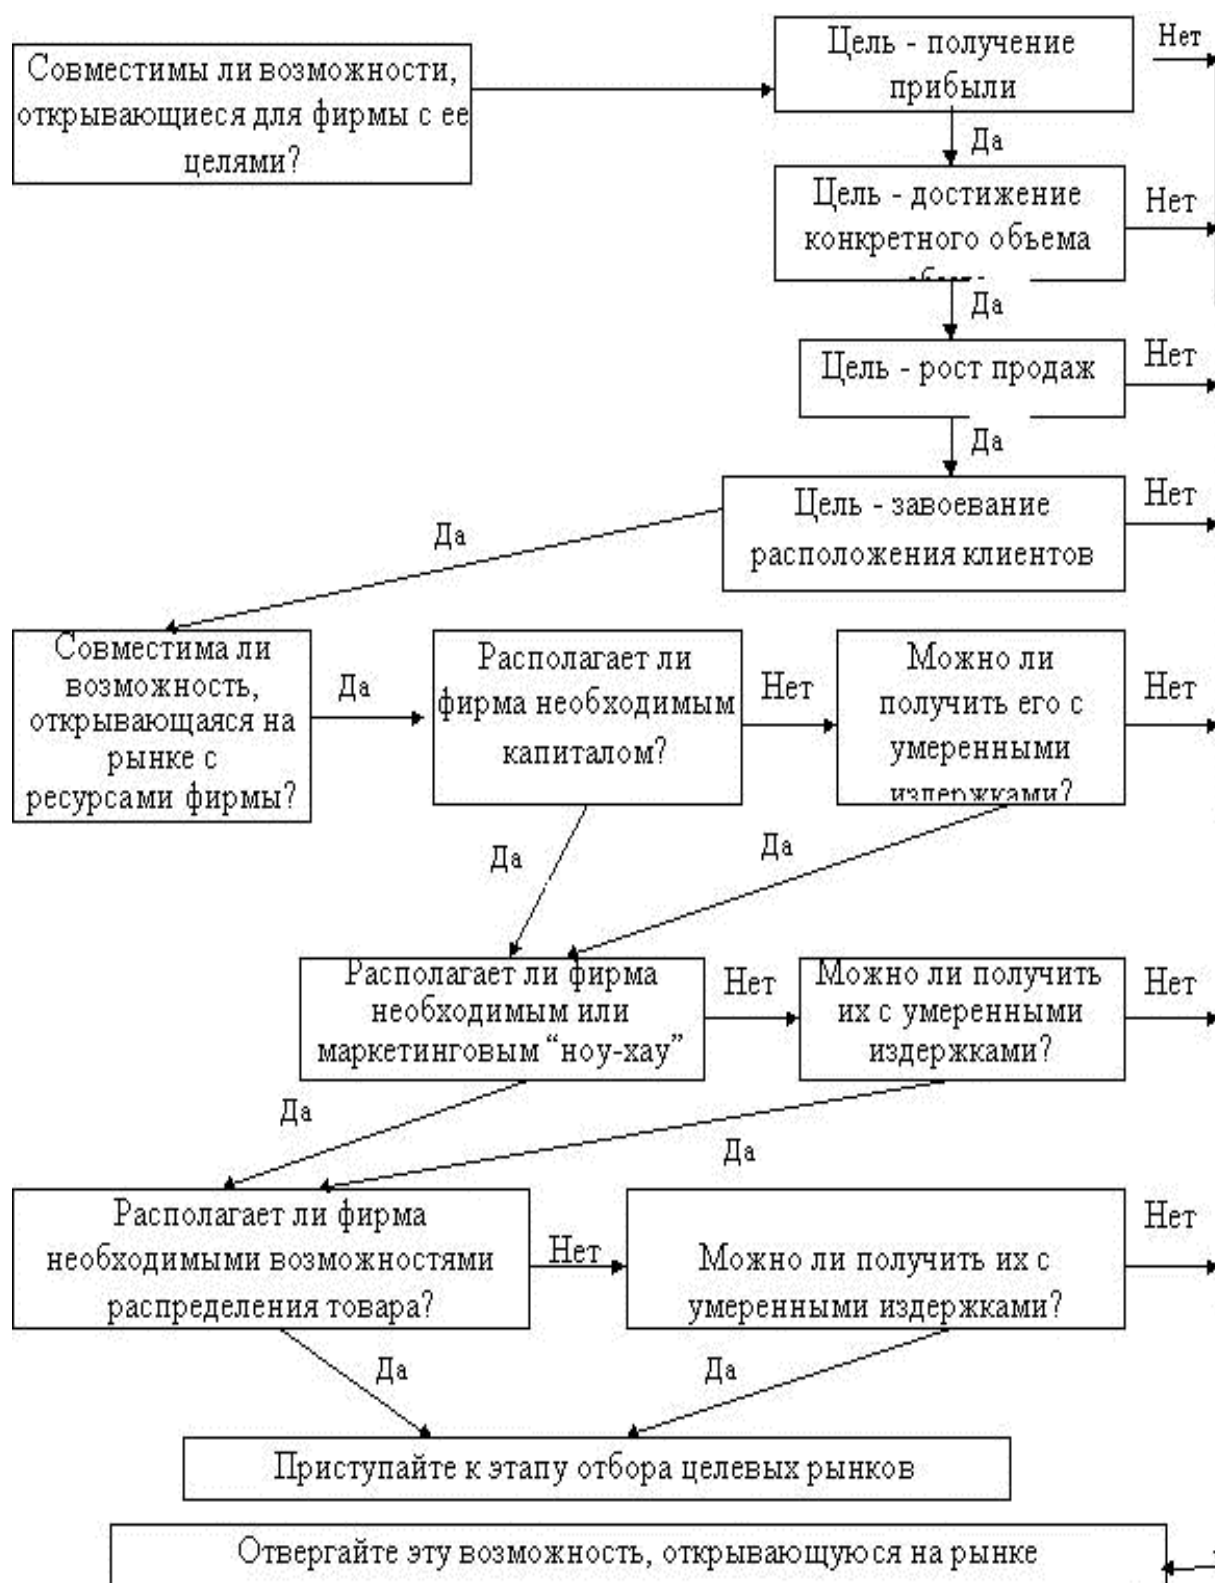 Совместимы ли возможности,
открывающиеся для фирмы с ее
целями?
Цель - получение
прибыли
Нет
Да
Цель - достижение
конкретного объема
Нет
Да
Цель - рост продаж
Нет
Да
Цель - завоевание
расположения клиентов
Нет
Да
Совместима ли
возможность,
открывающаяся на
рынке с
ресурсами фирмы?
Да
Располагает ли
фирма необходимым
капиталом?
Нет
Можно ли
получить его с
умеренными
издержками?
Нет
Да
Да
Располагает ли фирма
необходимым или
маркетинговым “ноу-хау”
Нет
Можно ли получить
их с умеренными
издержками?
Нет
Да
Да
Располагает ли фирма
необходимыми возможностями
распределения товара?
Нет
Можно ли получить их с
умеренными издержками?
Нет
Да
Да
Приступайте к этапу отбора целевых рынков
Отвергайте эту возможность, открывающуюся на рынке